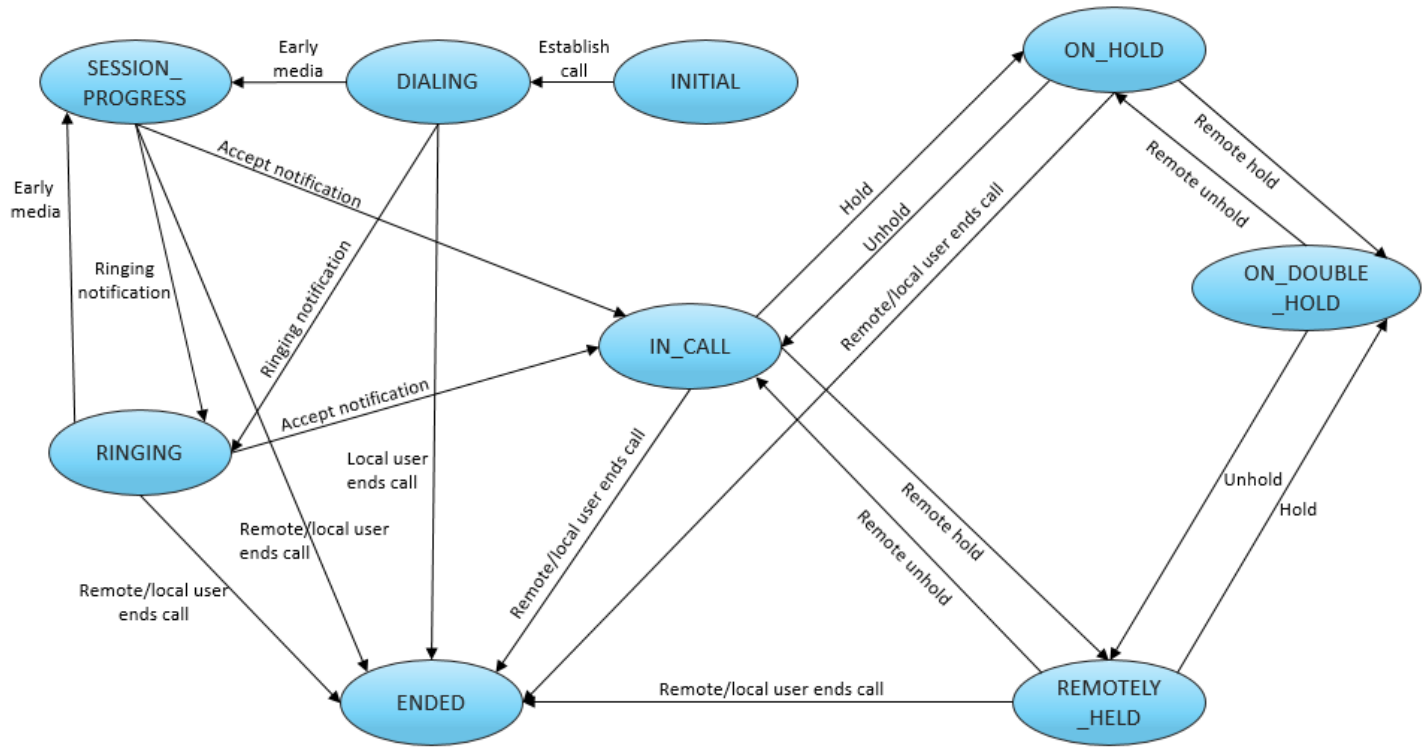 SESSION_
PROGRESS
Early
media
DIALING
Establish
call
INITIAL
ON_HOLD
Accept notification
Early
media
Ringing
notification
Ringing notification
Hold
Unhold
Remote/local user ends call
Remote hold
Remote unhold
ON_DOUBLE
_HOLD
IN_CALL
Accept notification
RINGING
Local user
ends call
Remote/local user
ends call
Remote/local user
ends call
Remote/local user ends call
Remote hold
Remote unhold
Unhold
Hold
ENDED
Remote/local user ends call
REMOTELY
_HELD